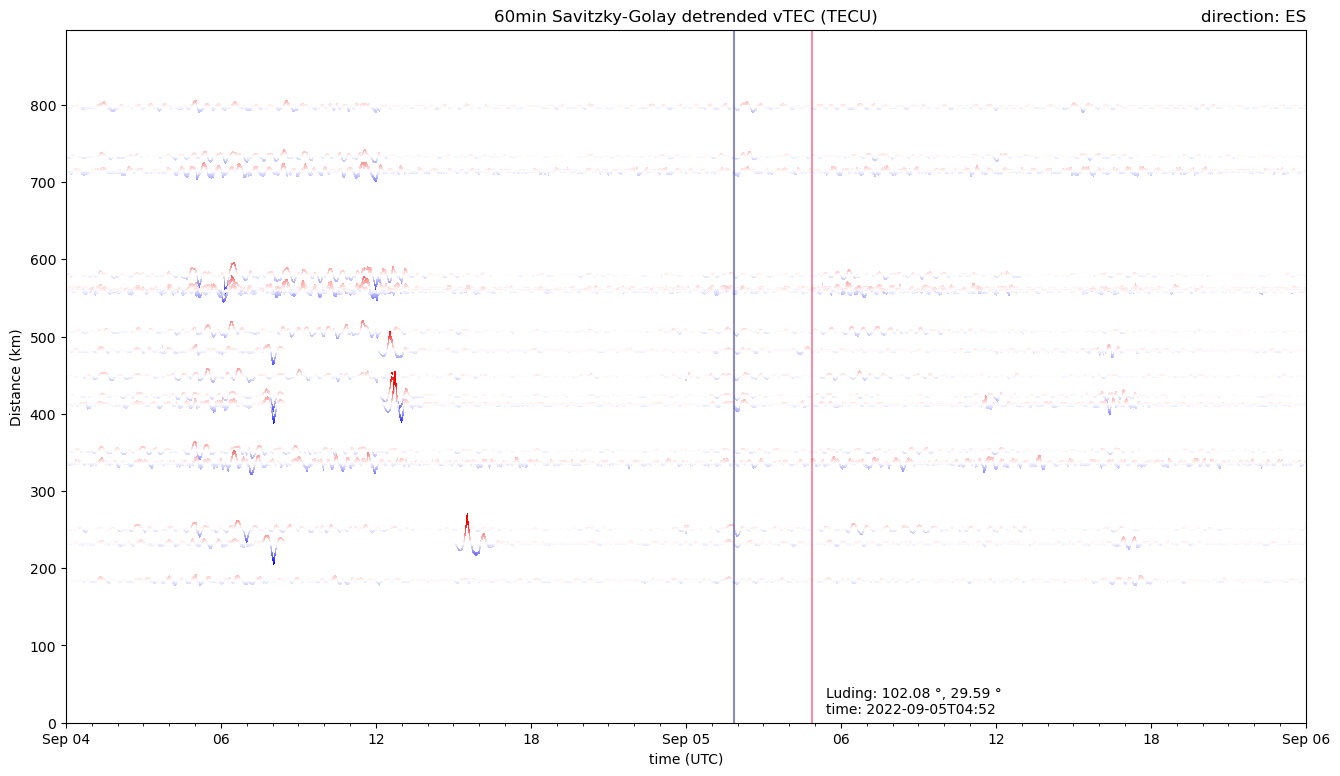 60min Savitzky-Golay detrended vTEC (TECU)
direction: ES
Distance (km)
800
700
600
500
400
300
200
100
0
Luding: 102.08 °, 29.59 °
time: 2022-09-05T04:52
Sep 04
06
12
18
Sep 05
06
12
18
Sep 06
time (UTC)